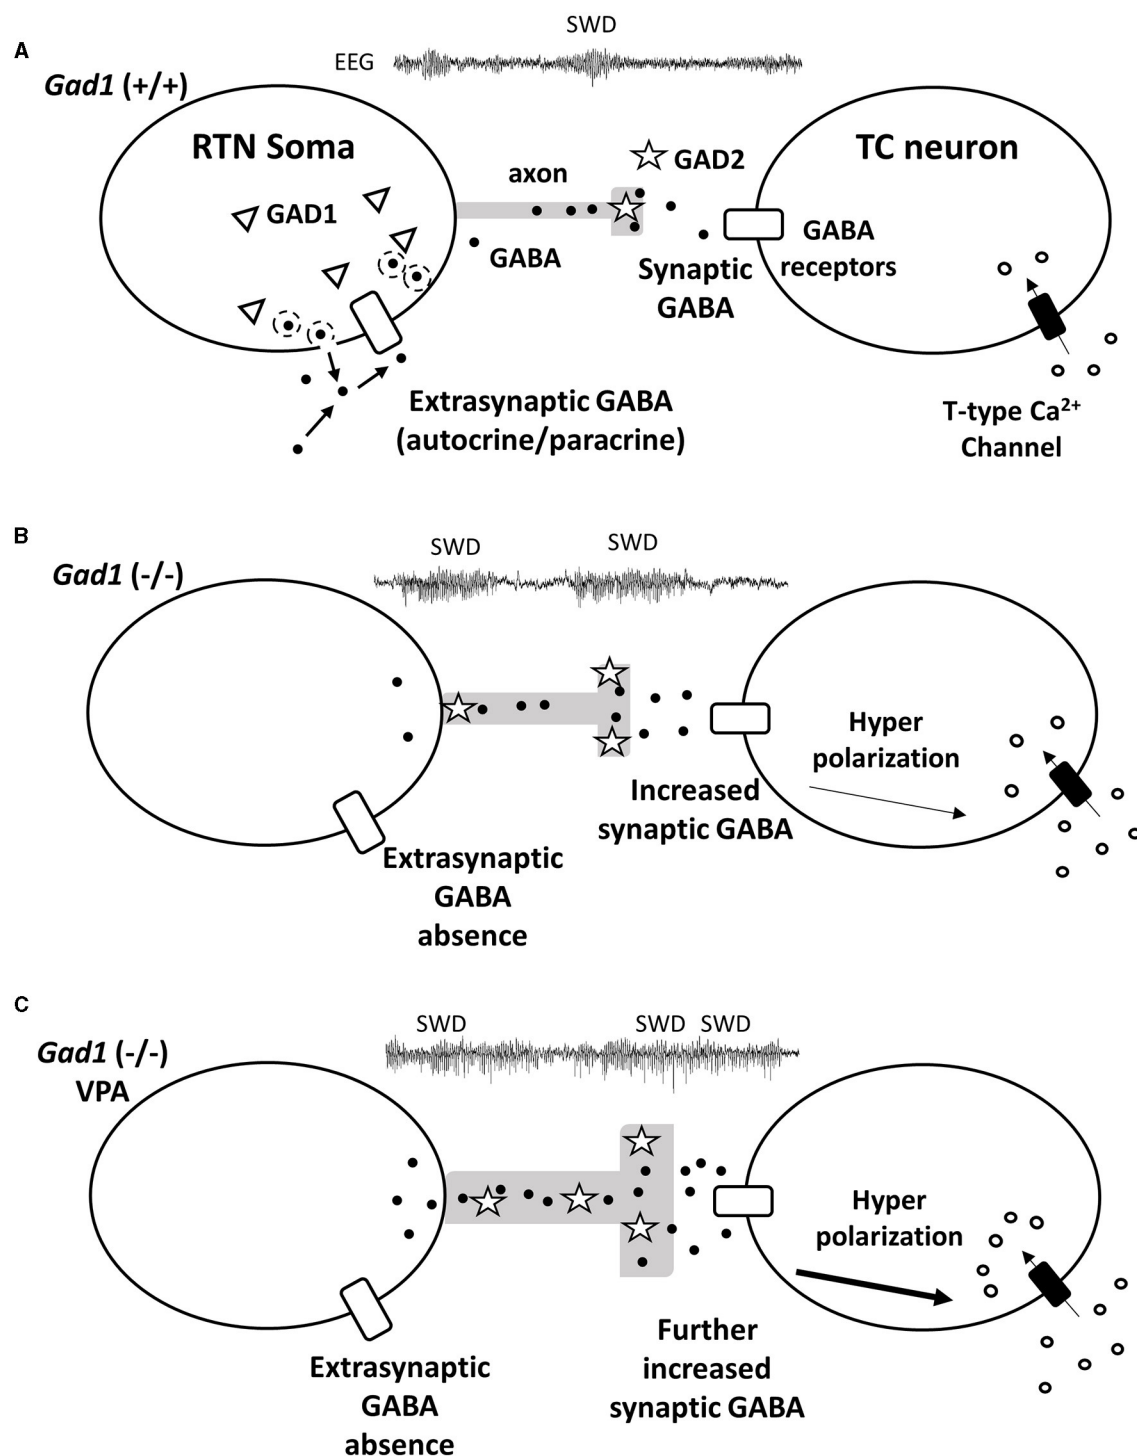 A
SWD
EEG
Gad1 (+/+)
RTN Soma
GAD2
TC neuron
axon
GAD1
GABA
GABA
receptors
Synaptic
GABA
Extrasynaptic GABA
(autocrine/paracrine)
T-type Ca²⁺
Channel
B
SWD
SWD
Gad1 (-/-)
Hyper
polarization
Increased
synaptic GABA
Extrasynaptic
GABA
absence
C
SWD
SWD
SWD
Gad1 (-/-)
VPA
Hyper
polarization
Further
increased
synaptic GABA
Extrasynaptic
GABA
absence